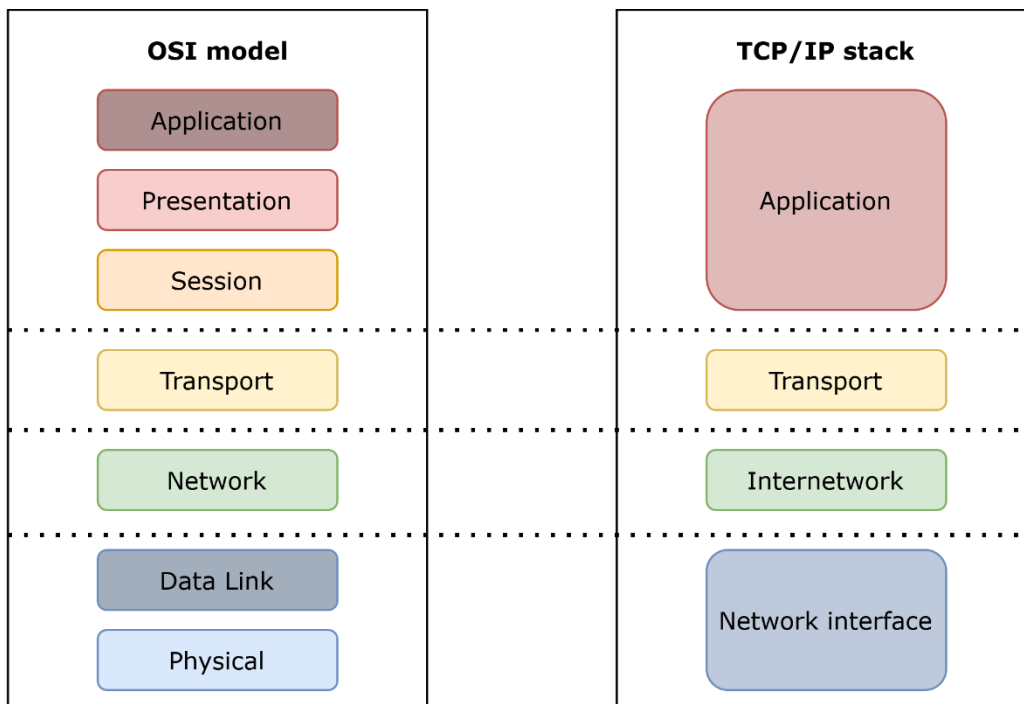 OSI model
Application
Presentation
Session
Transport
Network
Data Link
Physical
TCP/IP stack
Application
Transport
Internetwork
Network interface